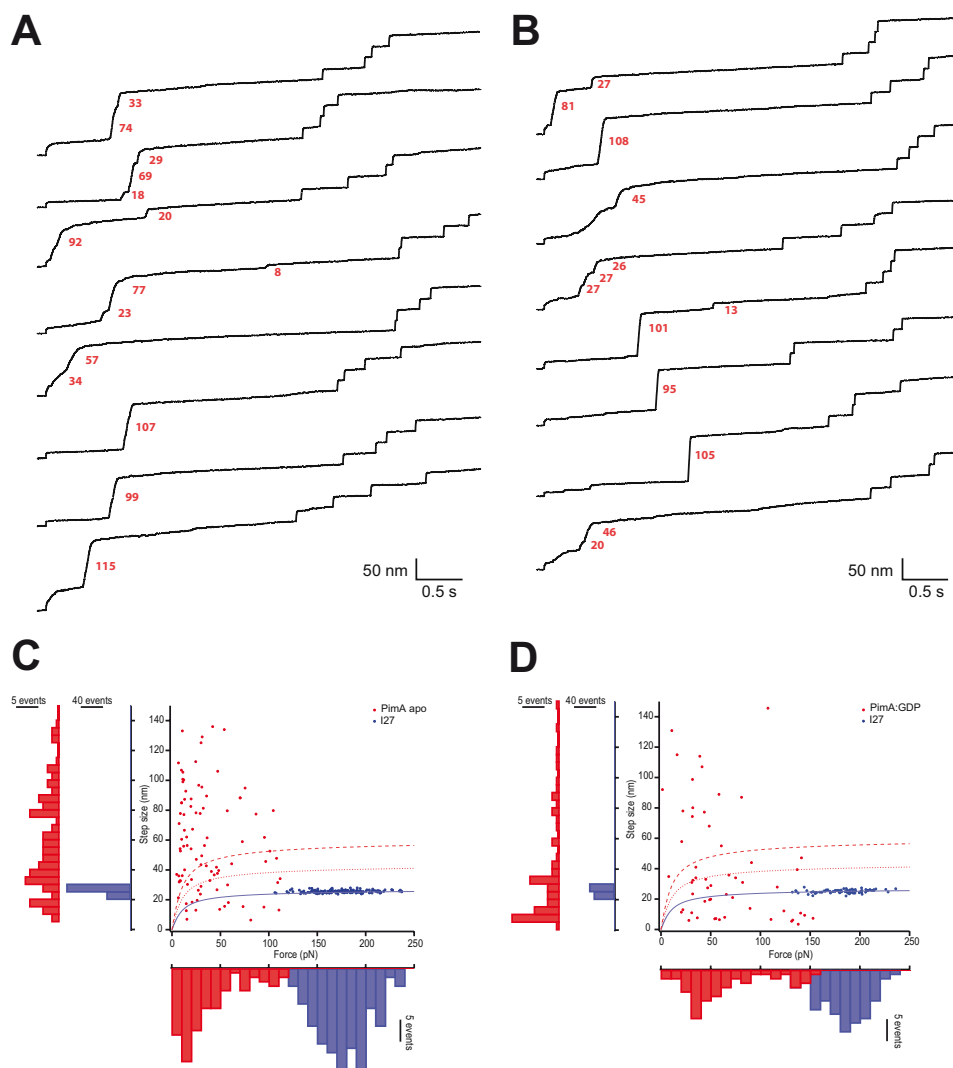 A
B
33
74
29
69
18
20
92
8
77
23
57
34
107
99
115
50 nm
0.5 s
27
81
108
45
26
27
27
13
101
95
105
46
20
50 nm
0.5 s
C
5 events
40 events
PimA apo
I27
Step size (nm)
140
120
100
80
60
40
20
0
0
50
100
150
200
250
Force (pN)
5 events
D
5 events
40 events
PimA:GDP
I27
Step size (nm)
140
120
100
80
60
40
20
0
0
50
100
150
200
250
Force (pN)
5 events